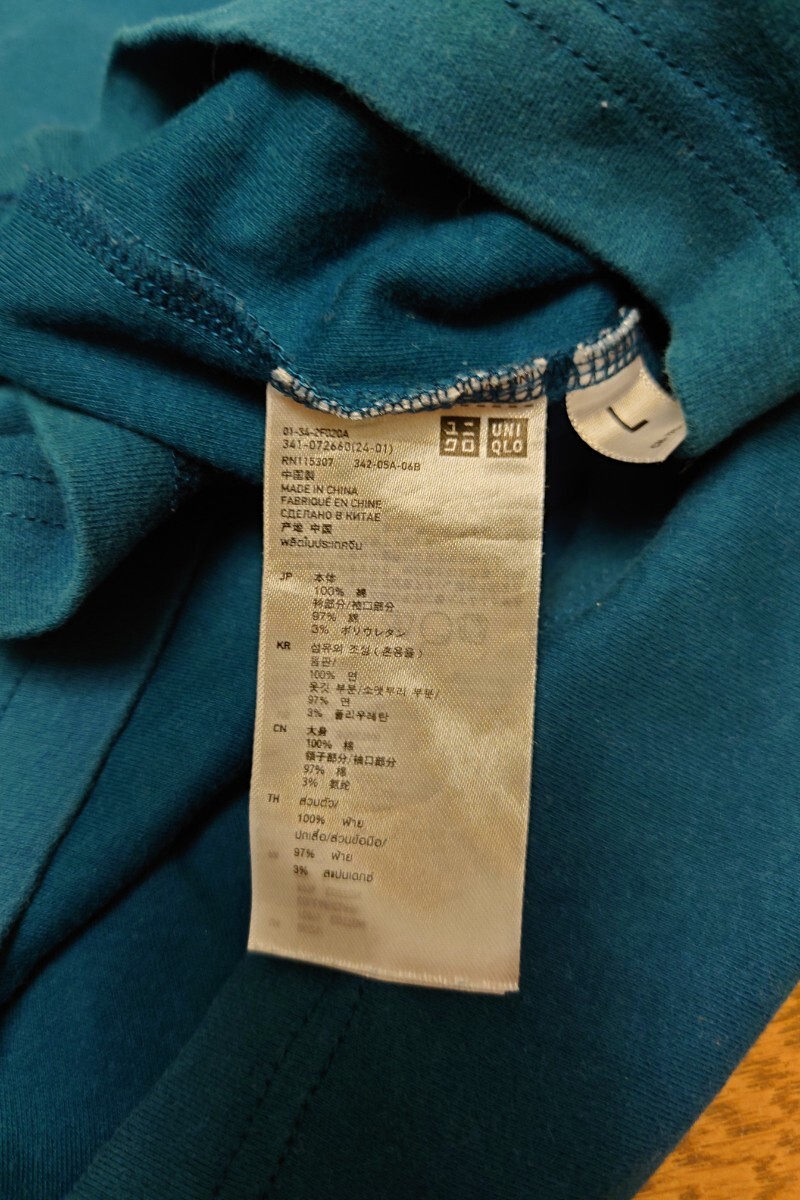 01-34-2F020A
341-072660(24-01)
ユニ
クロ
UNI
QLO
RN115307 342-05A-06B
中国製
MADE IN CHINA
FABRIQUÉ EN CHINE
СДЕЛАНО В КИТАЕ
产地 中国
ผลิตในประเทศจีน
JP 本体
100% 綿
衿部分/袖口部分
97% 綿
3% ポリウレタン
KR 섬유의 조성(혼용율)
몸판/
100% 면
옷깃 부분/소맷부리 부분/
97% 면
3% 폴리우레탄
CN 大身
100% 棉
领子部分/袖口部分
97% 棉
3% 氨纶
TH ส่วนตัว/
100% ฝ้าย
ปกเสื้อ/ส่วนข้อมือ/
97% ฝ้าย
3% สแปนเดกซ์
L